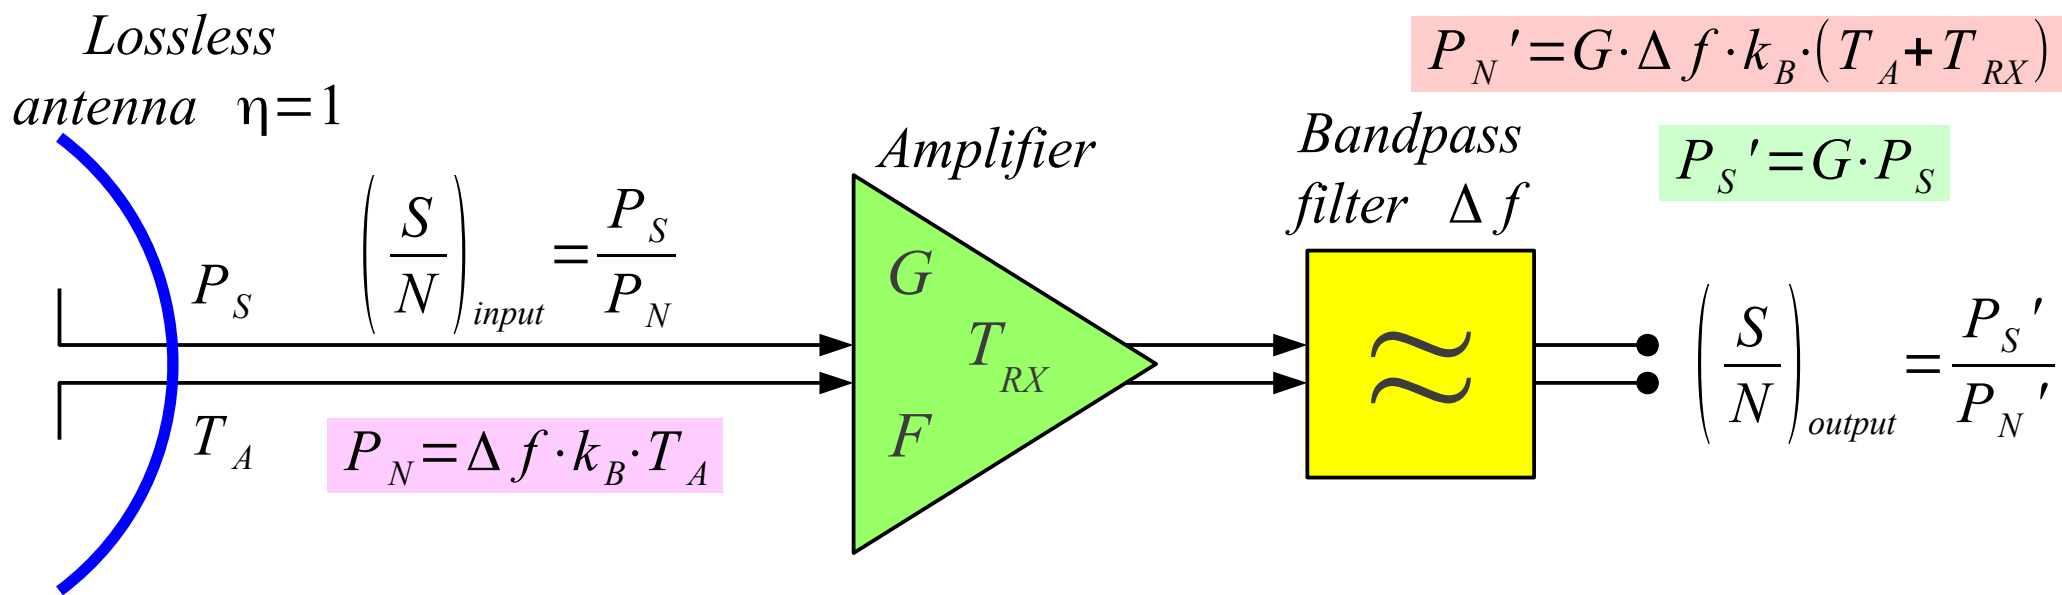 Lossless
antenna η=1
P_S
T_A
(S/N)_input = P_S/P_N
P_N=Δf·k_B·T_A
Amplifier
G
T_RX
F
Bandpass
filter Δf
≈
P_N'=G·Δf·k_B·(T_A+T_RX)
P_S'=G·P_S
(S/N)_output = P_S'/P_N'